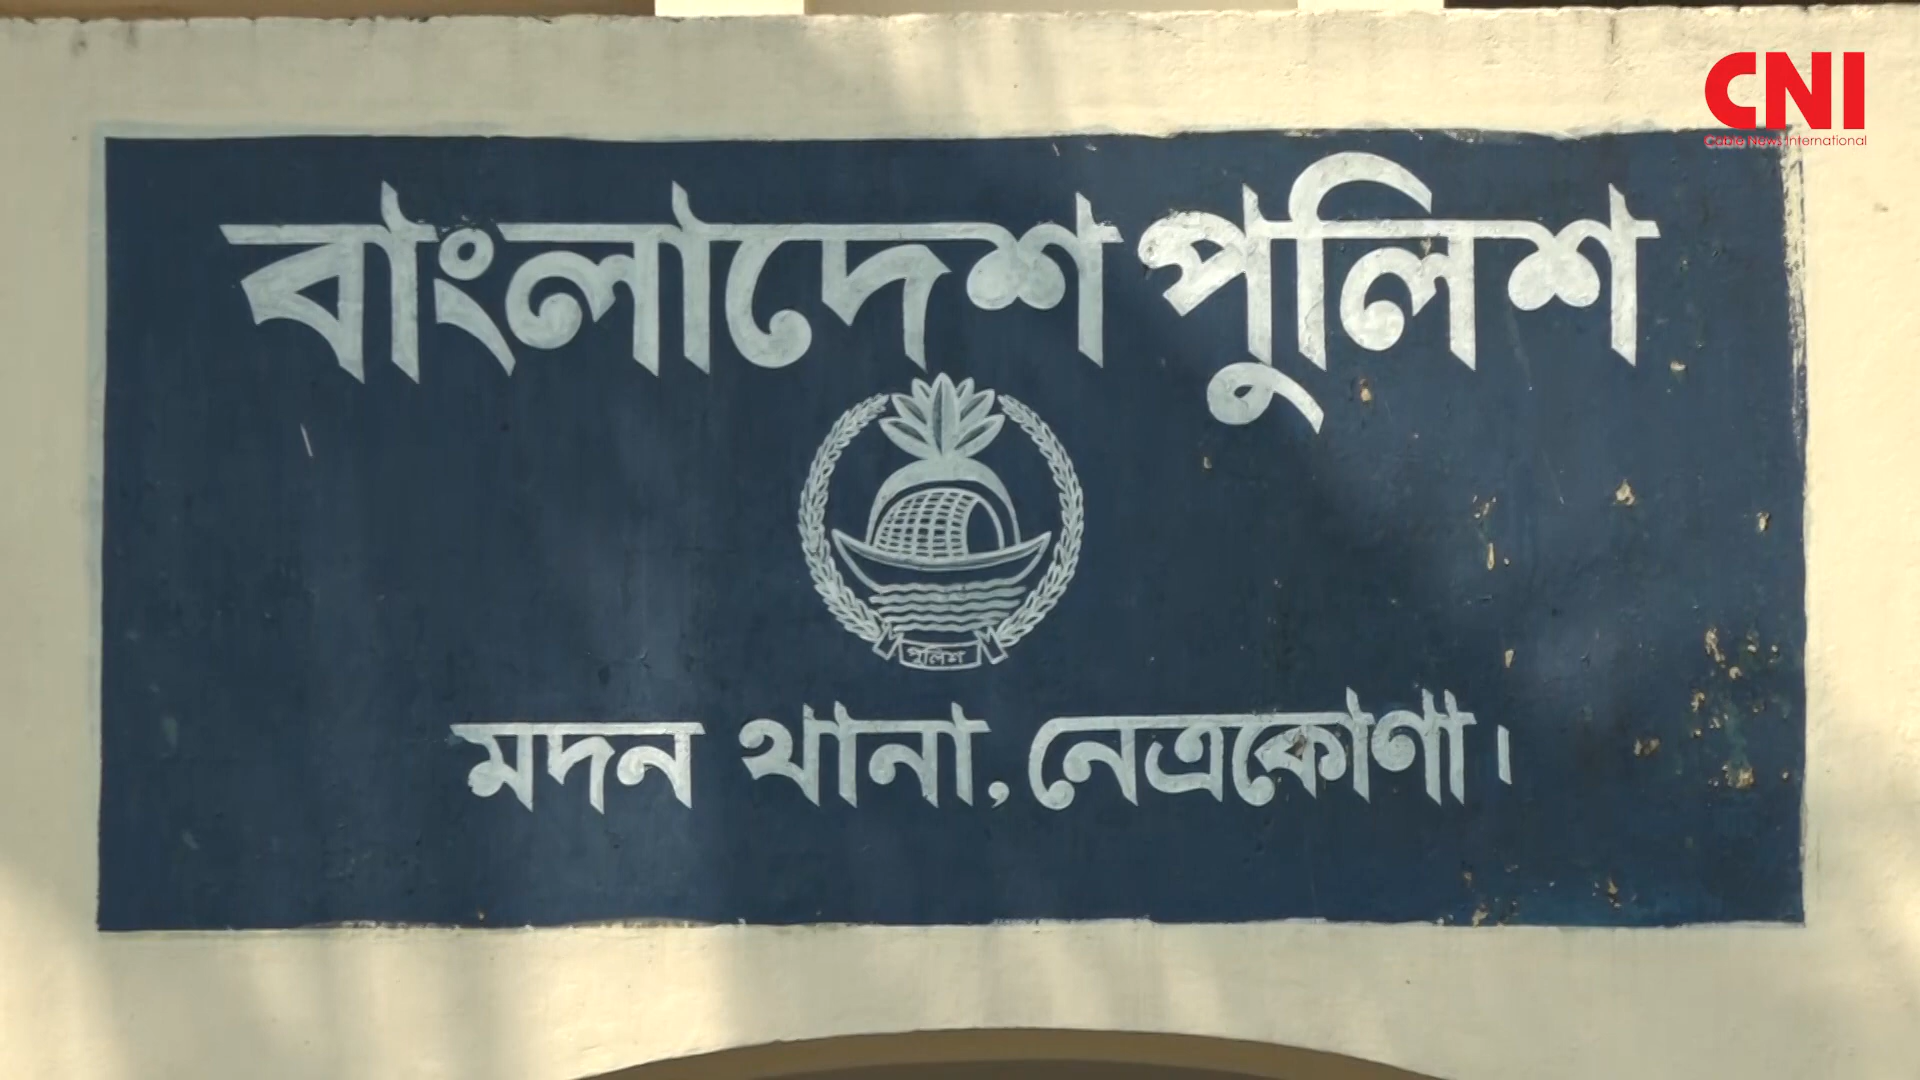 CNI
Cable News International
বাংলাদেশ পুলিশ
পুলিশ
মদন থানা, নেত্রকোণা।